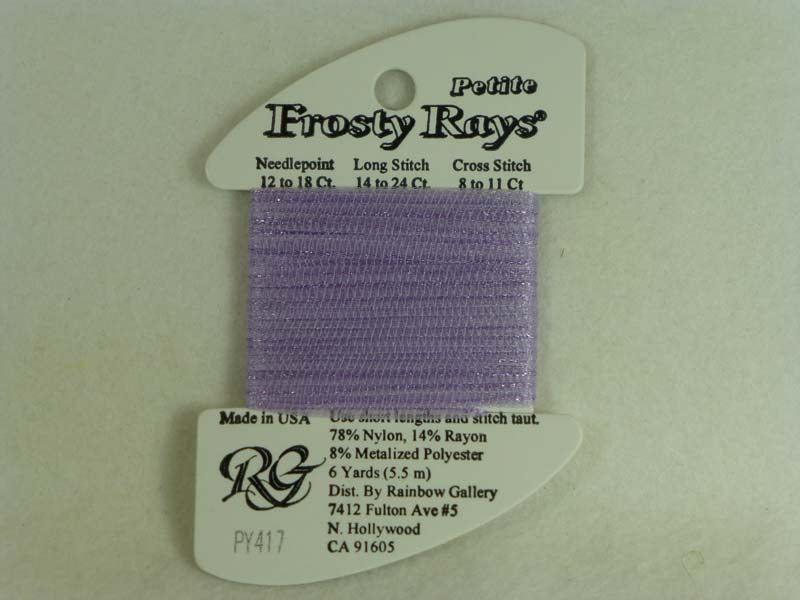 Petite
Frosty Rays®
Needlepoint Long Stitch Cross Stitch
12 to 18 Ct. 14 to 24 Ct. 8 to 11 Ct
Made in USA Use short lengths and stitch taut.
78% Nylon, 14% Rayon
8% Metalized Polyester
6 Yards (5.5 m)
RG
Dist. By Rainbow Gallery
7412 Fulton Ave #5
N. Hollywood
PY417 CA 91605